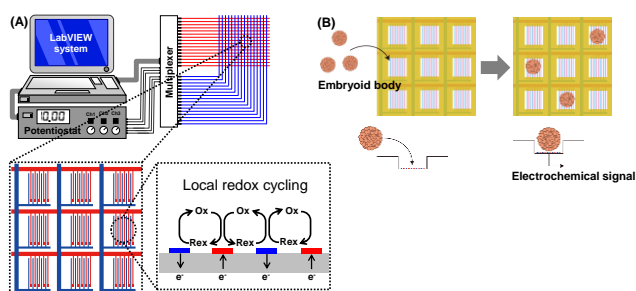 (A)
LabVIEW
system
Multiplexer
10.00
Ch1 Ch2 Ch3
Potentiostat
Local redox cycling
Ox Ox Ox
Rex Rex Rex
e- e- e- e-
(B)
Embryoid body
Electrochemical signal